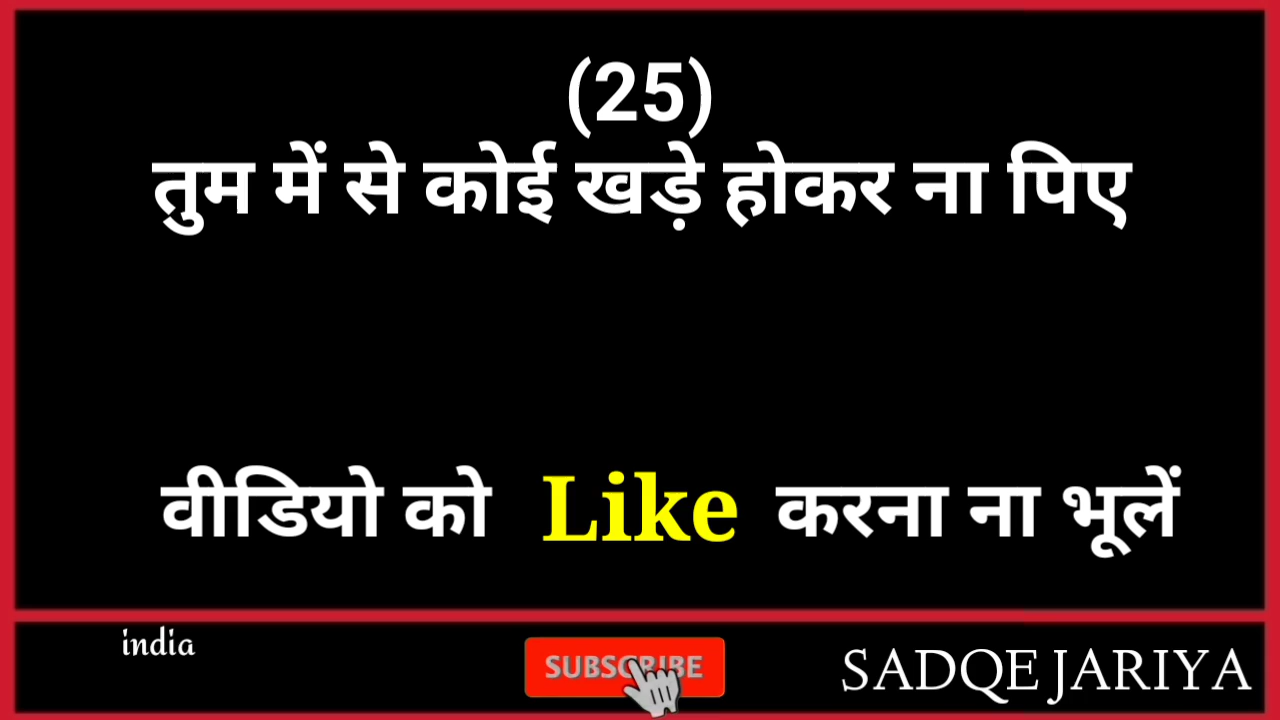 (25)
तुम में से कोई खड़े होकर ना पिए
वीडियो को Like करना ना भूलें
india
SUBSCRIBE
SADQE JARIYA